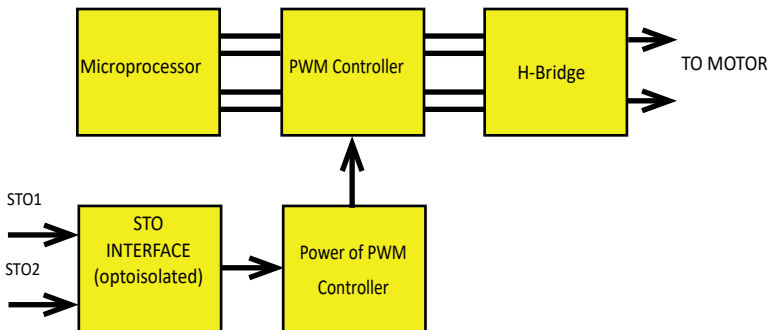 Microprocessor
PWM Controller
H-Bridge
TO MOTOR
STO1
STO2
STO
INTERFACE
(optoisolated)
Power of PWM
Controller